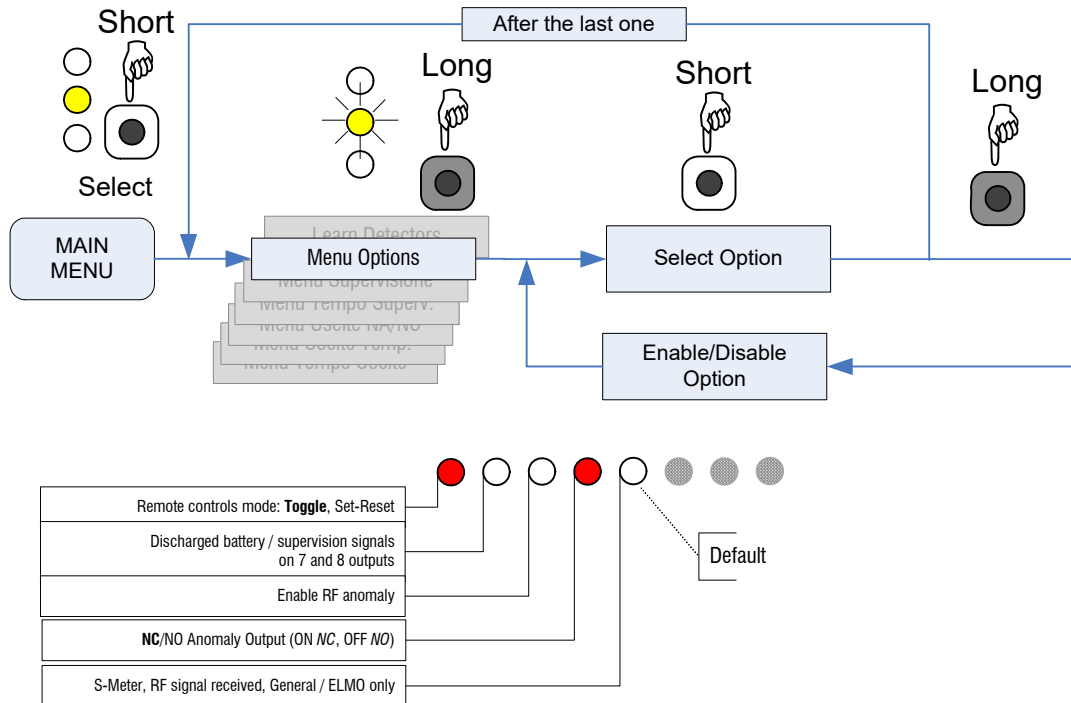 After the last one
Short
Long
Short
Long
Select
MAIN
MENU
Learn Detectors
Menu Options
Menu Supervisione
Menu Tempo Superv.
Menu Uscite NA/NO
Menu Uscite Temp.
Menu Tempo Uscite
Select Option
Enable/Disable
Option
Remote controls mode: Toggle, Set-Reset
Discharged battery / supervision signals
on 7 and 8 outputs
Enable RF anomaly
NC/NO Anomaly Output (ON NC, OFF NO)
S-Meter, RF signal received, General / ELMO only
Default